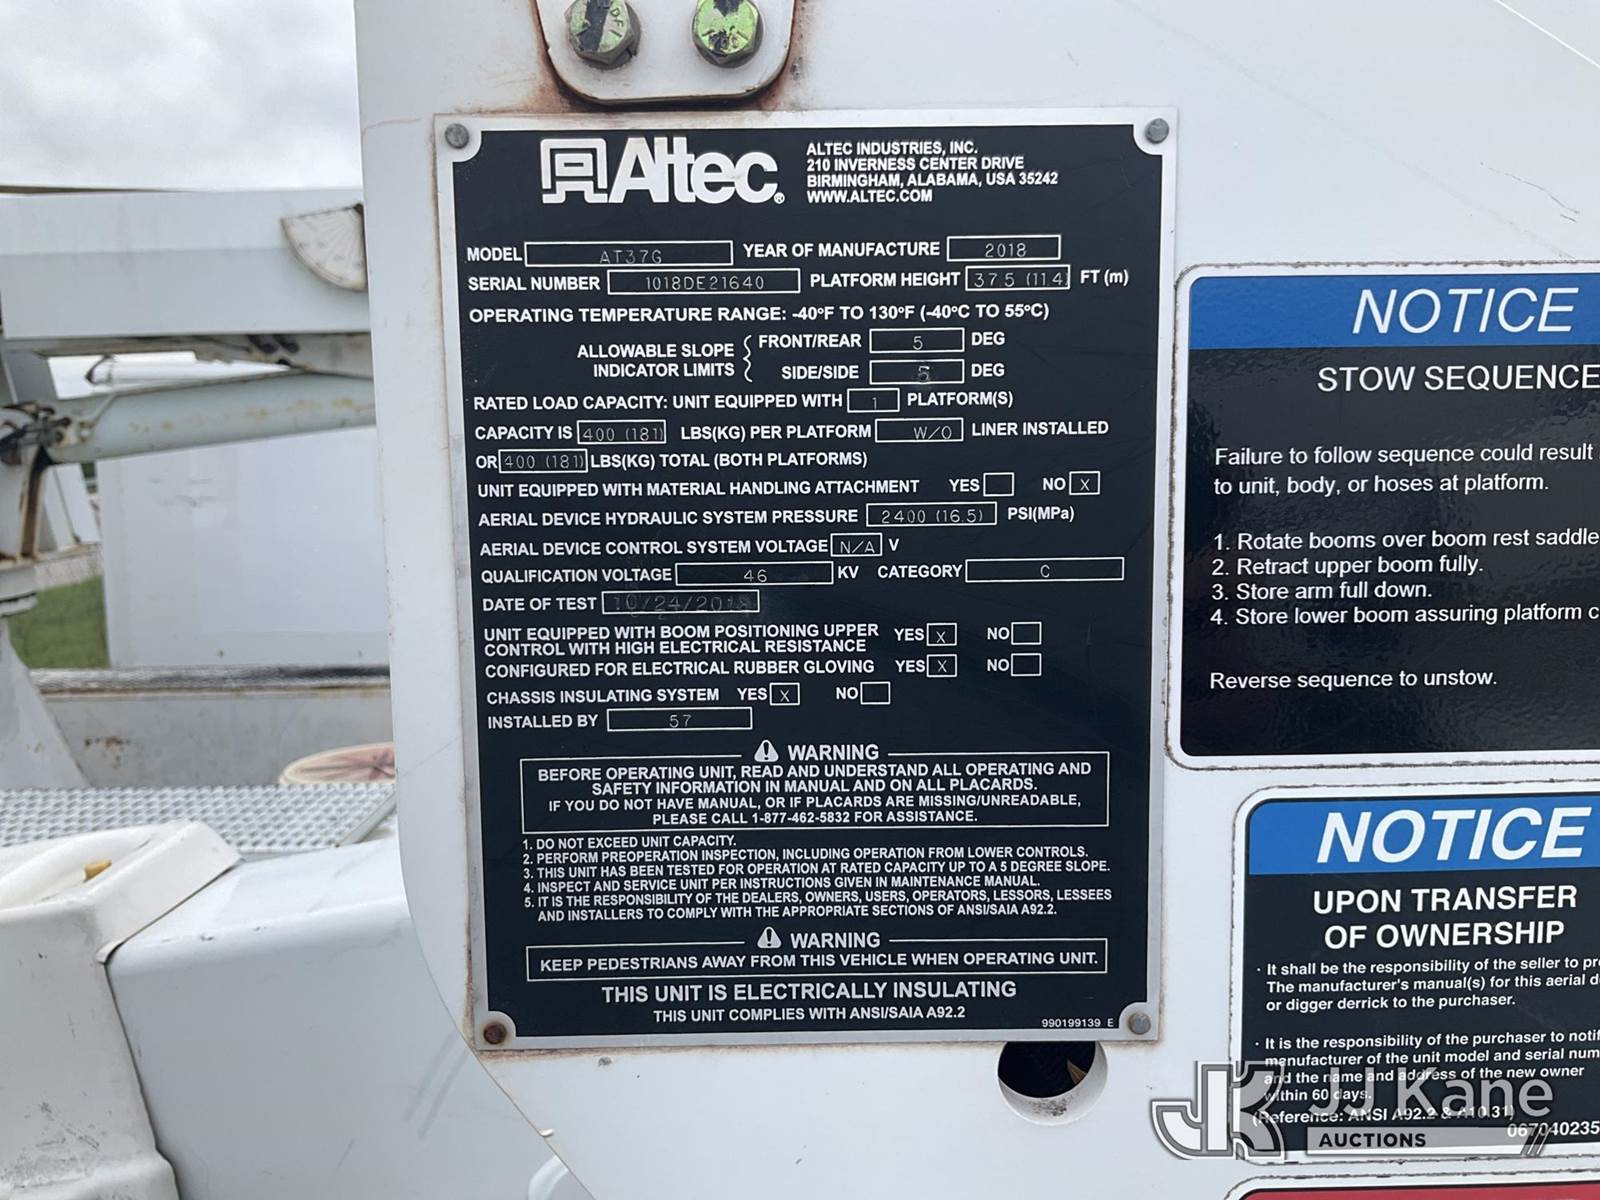 Altec®
ALTEC INDUSTRIES, INC.
210 INVERNESS CENTER DRIVE
BIRMINGHAM, ALABAMA, USA 35242
WWW.ALTEC.COM
MODEL AT37G YEAR OF MANUFACTURE 2018
SERIAL NUMBER 1018DE21640 PLATFORM HEIGHT 37.5 (11.4) FT (m)
OPERATING TEMPERATURE RANGE: -40ºF TO 130ºF (-40ºC TO 55ºC)
ALLOWABLE SLOPE INDICATOR LIMITS
FRONT/REAR 5 DEG
SIDE/SIDE 5 DEG
RATED LOAD CAPACITY: UNIT EQUIPPED WITH 1 PLATFORM(S)
CAPACITY IS 400 (181) LBS(KG) PER PLATFORM W/O LINER INSTALLED
OR 400 (181) LBS(KG) TOTAL (BOTH PLATFORMS)
UNIT EQUIPPED WITH MATERIAL HANDLING ATTACHMENT YES NO X
AERIAL DEVICE HYDRAULIC SYSTEM PRESSURE 2400 (16.5) PSI(MPa)
AERIAL DEVICE CONTROL SYSTEM VOLTAGE N/A V
QUALIFICATION VOLTAGE 46 KV CATEGORY C
DATE OF TEST 10/24/2018
UNIT EQUIPPED WITH BOOM POSITIONING UPPER
CONTROL WITH HIGH ELECTRICAL RESISTANCE YES X NO
CONFIGURED FOR ELECTRICAL RUBBER GLOVING YES X NO
CHASSIS INSULATING SYSTEM YES X NO
INSTALLED BY 57
WARNING
BEFORE OPERATING UNIT, READ AND UNDERSTAND ALL OPERATING AND
SAFETY INFORMATION IN MANUAL AND ON ALL PLACARDS.
IF YOU DO NOT HAVE MANUAL, OR IF PLACARDS ARE MISSING/UNREADABLE,
PLEASE CALL 1-877-462-5832 FOR ASSISTANCE.
1. DO NOT EXCEED UNIT CAPACITY.
2. PERFORM PREOPERATION INSPECTION, INCLUDING OPERATION FROM LOWER CONTROLS.
3. THIS UNIT HAS BEEN TESTED FOR OPERATION AT RATED CAPACITY UP TO A 5 DEGREE SLOPE.
4. INSPECT AND SERVICE UNIT PER INSTRUCTIONS GIVEN IN MAINTENANCE MANUAL.
5. IT IS THE RESPONSIBILITY OF THE DEALERS, OWNERS, USERS, OPERATORS, LESSORS, LESSEES
AND INSTALLERS TO COMPLY WITH THE APPROPRIATE SECTIONS OF ANSI/SAIA A92.2.
WARNING
KEEP PEDESTRIANS AWAY FROM THIS VEHICLE WHEN OPERATING UNIT.
THIS UNIT IS ELECTRICALLY INSULATING
THIS UNIT COMPLIES WITH ANSI/SAIA A92.2
990199139 E
NOTICE
STOW SEQUENCE
Failure to follow sequence could result
to unit, body, or hoses at platform.
1. Rotate booms over boom rest saddle
2. Retract upper boom fully.
3. Store arm full down.
4. Store lower boom assuring platform c
Reverse sequence to unstow.
NOTICE
UPON TRANSFER
OF OWNERSHIP
· It shall be the responsibility of the seller to pr
The manufacturer's manual(s) for this aerial d
or digger derrick to the purchaser.
· It is the responsibility of the purchaser to notif
manufacturer of the unit model and serial num
and the name and address of the new owner
within 60 days.
(Reference: ANSI A92.2 & A10.31)
067040235
JJ Kane
AUCTIONS